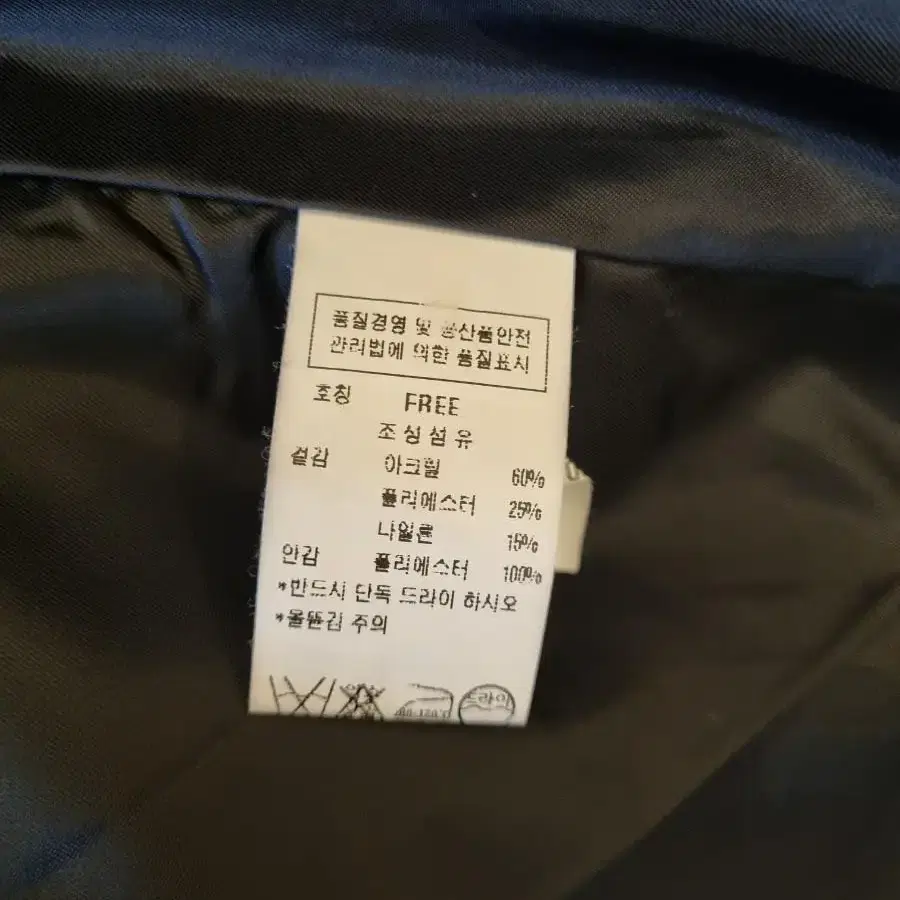 품질경영 및 공산품안전
관리법에 의한 품질표시
호칭 FREE
조성섬유
겉감 아크릴 60%
폴리에스터 25%
나일론 15%
안감 폴리에스터 100%
*반드시 단독 드라이 하시오
*올뜯김 주의
드라이